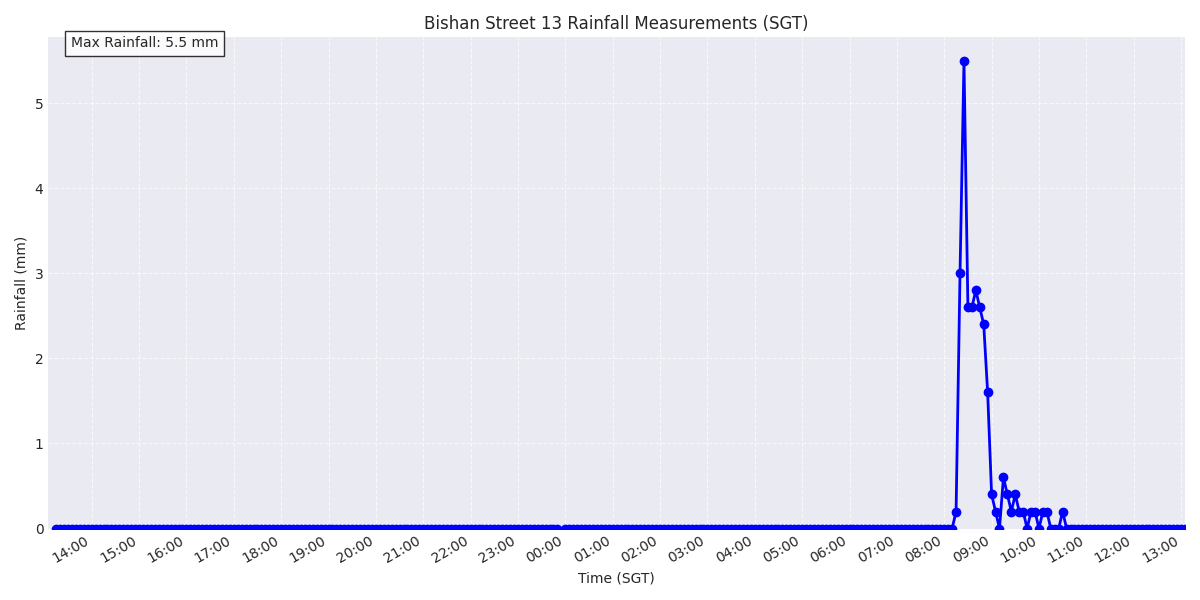 Bishan Street 13 Rainfall Measurements (SGT)
Max Rainfall: 5.5 mm
Rainfall (mm)
5
4
3
2
1
0
14:00 15:00 16:00 17:00 18:00 19:00 20:00 21:00 22:00 23:00 00:00 01:00 02:00 03:00 04:00 05:00 06:00 07:00 08:00 09:00 10:00 11:00 12:00 13:00
Time (SGT)